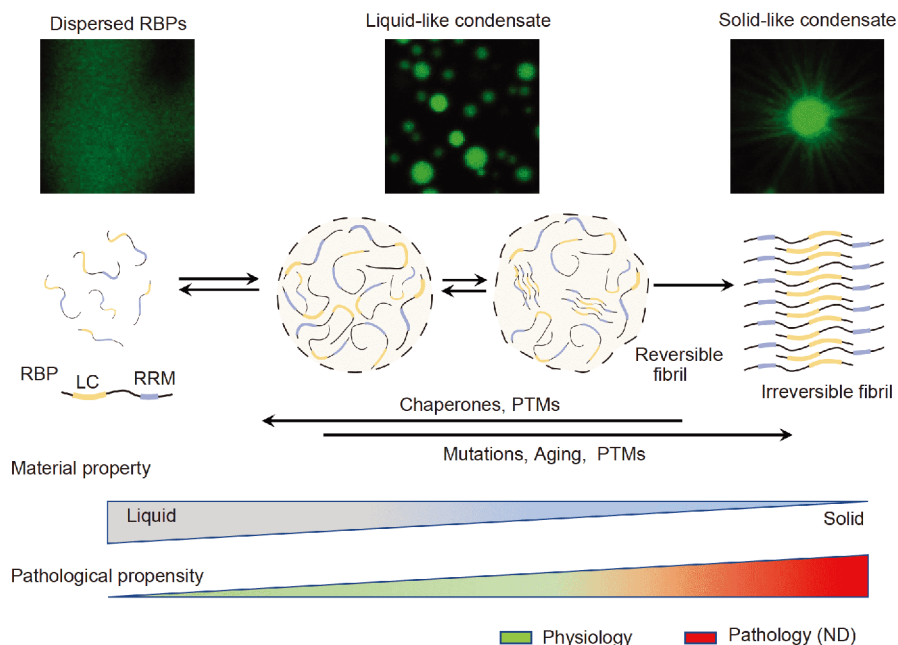 Dispersed RBPs
Liquid-like condensate
Solid-like condensate
RBP
LC
RRM
Reversible
fibril
Irreversible fibril
Chaperones, PTMs
Mutations, Aging, PTMs
Material property
Liquid
Solid
Pathological propensity
Physiology
Pathology (ND)